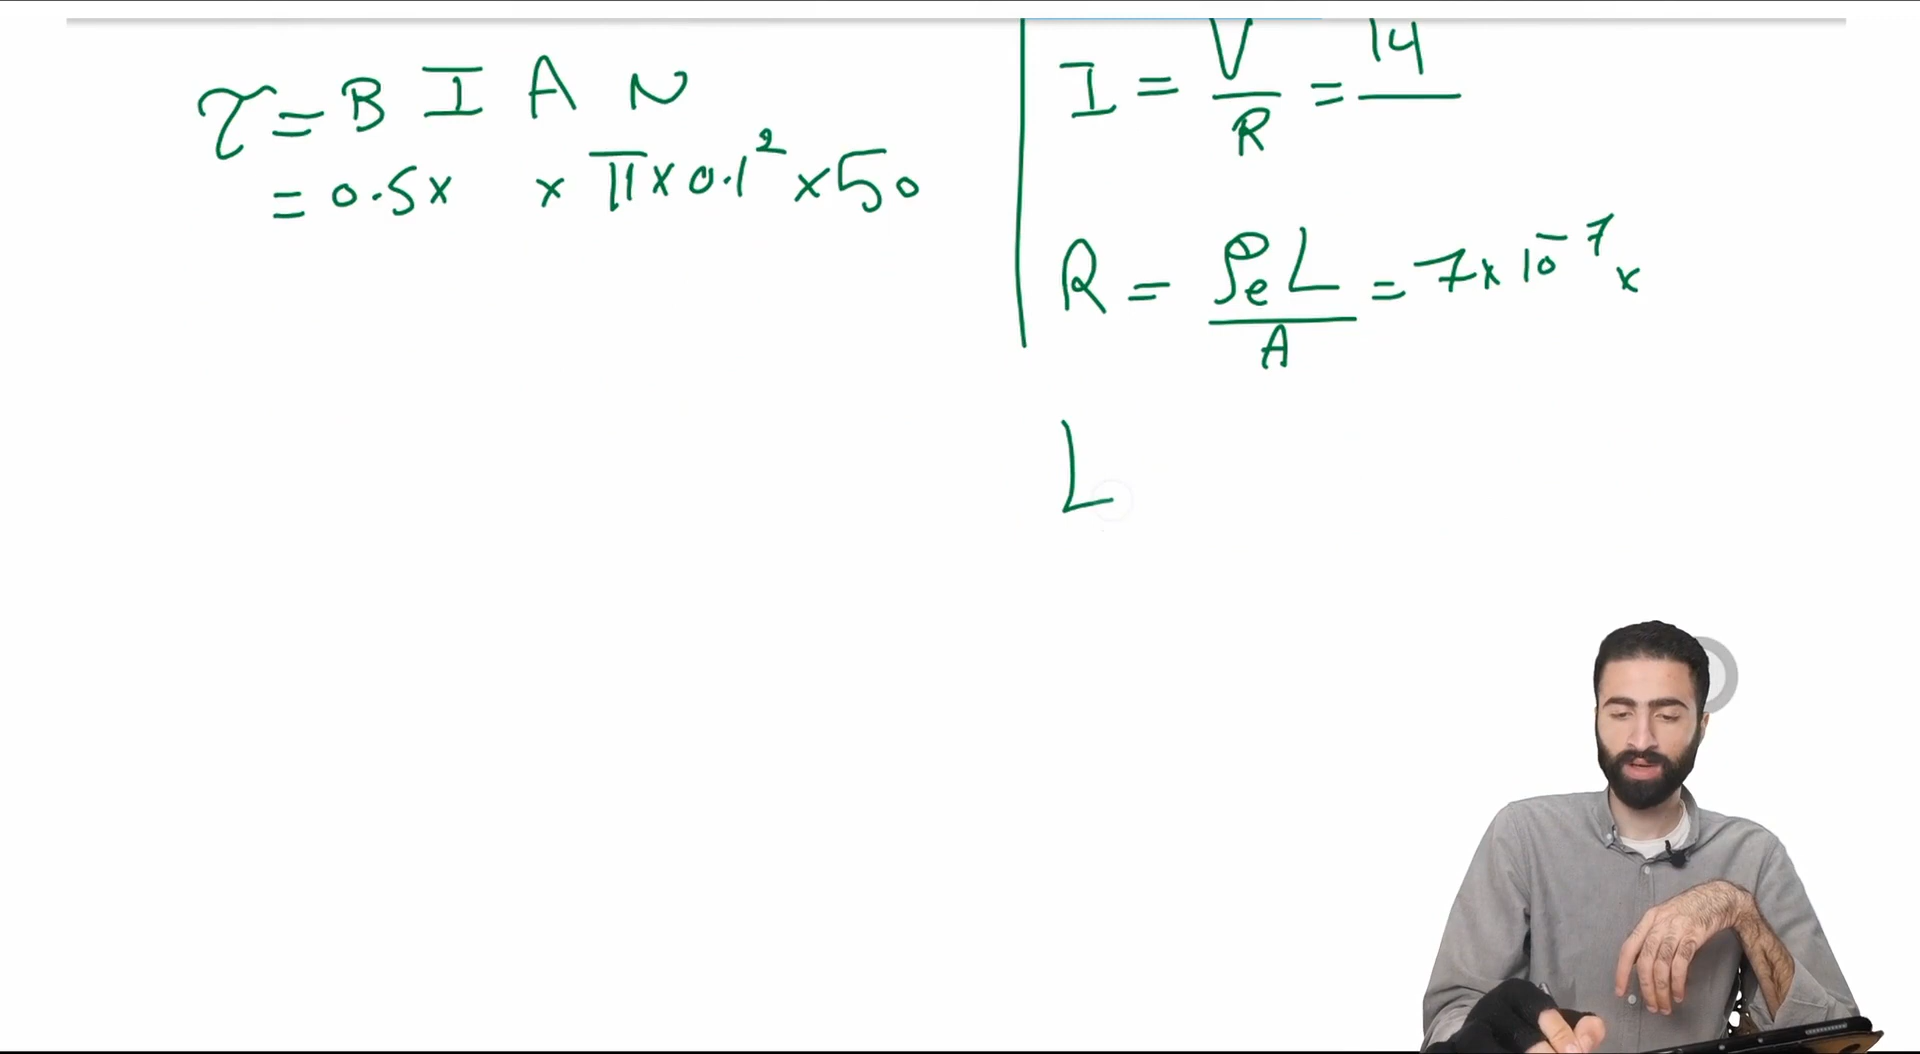 τ = B I A N
= 0.5 × × π × 0.1² × 50
I = V/R = 14/
R = ρₑL/A = 7 × 10⁻⁷ ×
L